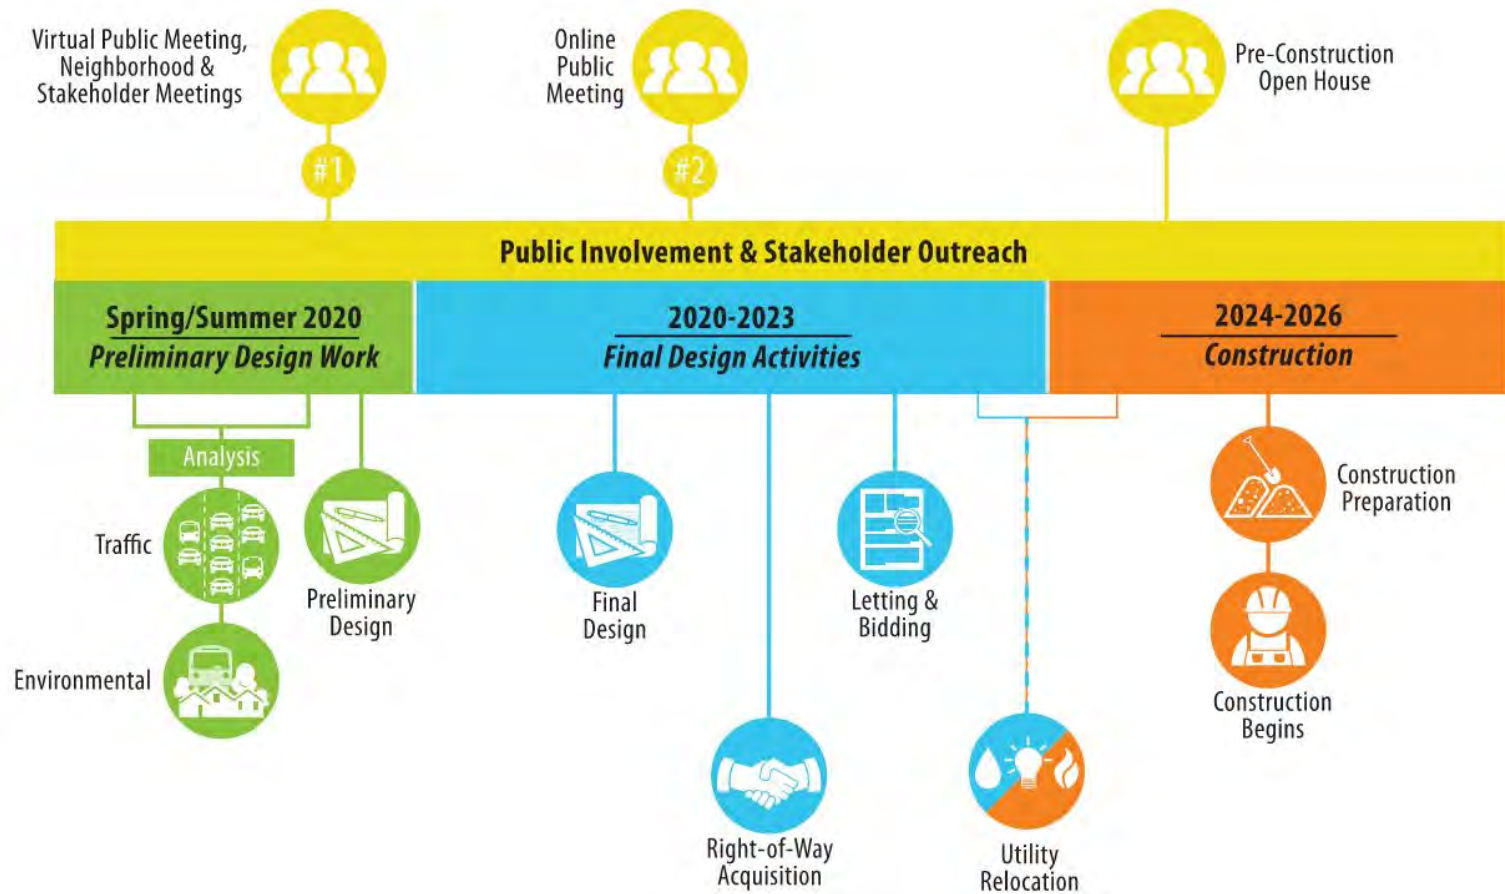 Virtual Public Meeting,
Neighborhood &
Stakeholder Meetings
#1
Online
Public
Meeting
#2
Pre-Construction
Open House
Public Involvement & Stakeholder Outreach
Spring/Summer 2020
Preliminary Design Work
2020-2023
Final Design Activities
2024-2026
Construction
Analysis
Traffic
Environmental
Preliminary
Design
Final
Design
Right-of-Way
Acquisition
Letting &
Bidding
Utility
Relocation
Construction
Preparation
Construction
Begins